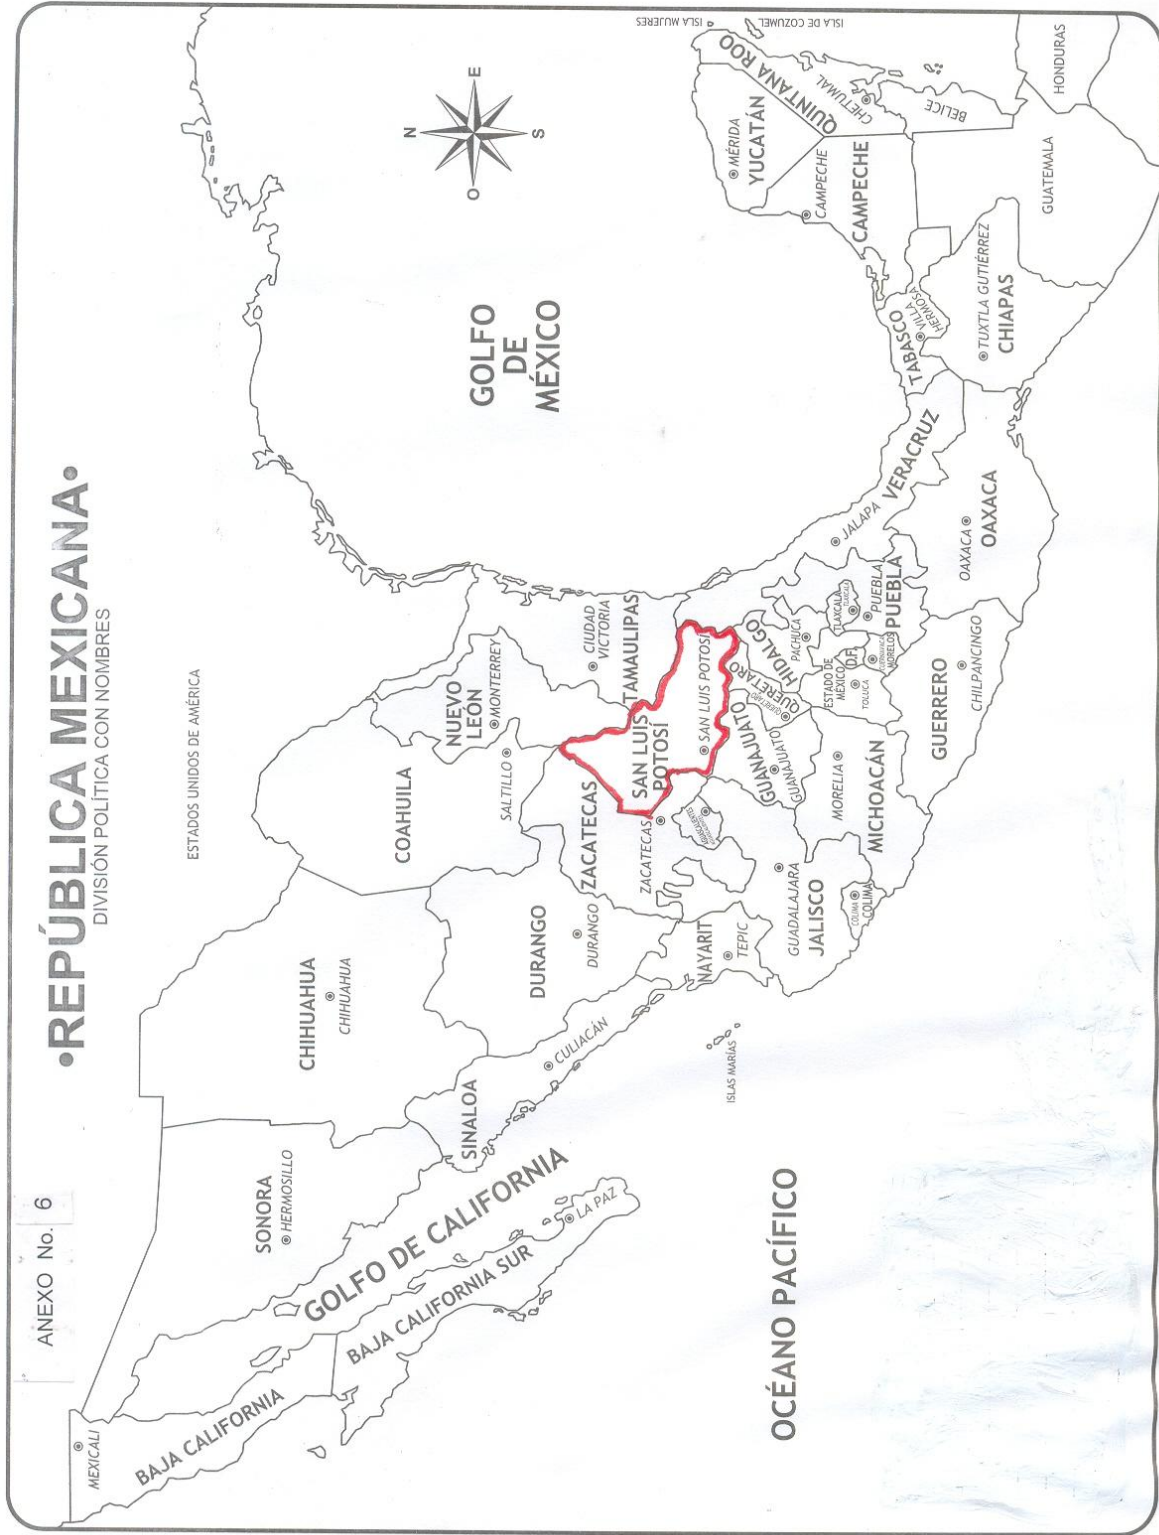 ANEXO No. 6
•REPÚBLICA MEXICANA•
DIVISIÓN POLÍTICA CON NOMBRES
ESTADOS UNIDOS DE AMÉRICA
MEXICALI
BAJA CALIFORNIA
BAJA CALIFORNIA SUR
LA PAZ
GOLFO DE CALIFORNIA
SONORA
HERMOSILLO
CHIHUAHUA
CHIHUAHUA
SINALOA
CULIACÁN
DURANGO
DURANGO
COAHUILA
SALTILLO
NUEVO
LEÓN
MONTERREY
CIUDAD
VICTORIA
TAMAULIPAS
ZACATECAS
ZACATECAS
SAN LUIS
POTOSÍ
SAN LUIS POTOSÍ
NAYARIT
TEPIC
ISLAS MARÍAS
GUADALAJARA
JALISCO
COLIMA
COLIMA
GUANAJUATO
GUANAJUATO
QUERÉTARO
QUERÉTARO
HIDALGO
PACHUCA
MORELIA
MICHOACÁN
ESTADO DE
MÉXICO
TOLUCA
D.F.
MORELOS
TLAXCALA
TLAXCALA
PUEBLA
PUEBLA
GUERRERO
CHILPANCINGO
JALAPA
VERACRUZ
OAXACA
OAXACA
TABASCO
VILLA
HERMOSA
TUXTLA GUTIÉRREZ
CHIAPAS
CAMPECHE
CAMPECHE
MÉRIDA
YUCATÁN
QUINTANA ROO
CHETUMAL
ISLA MUJERES
ISLA DE COZUMEL
BELICE
GUATEMALA
HONDURAS
GOLFO
DE
MÉXICO
N
E
S
O
OCÉANO PACÍFICO